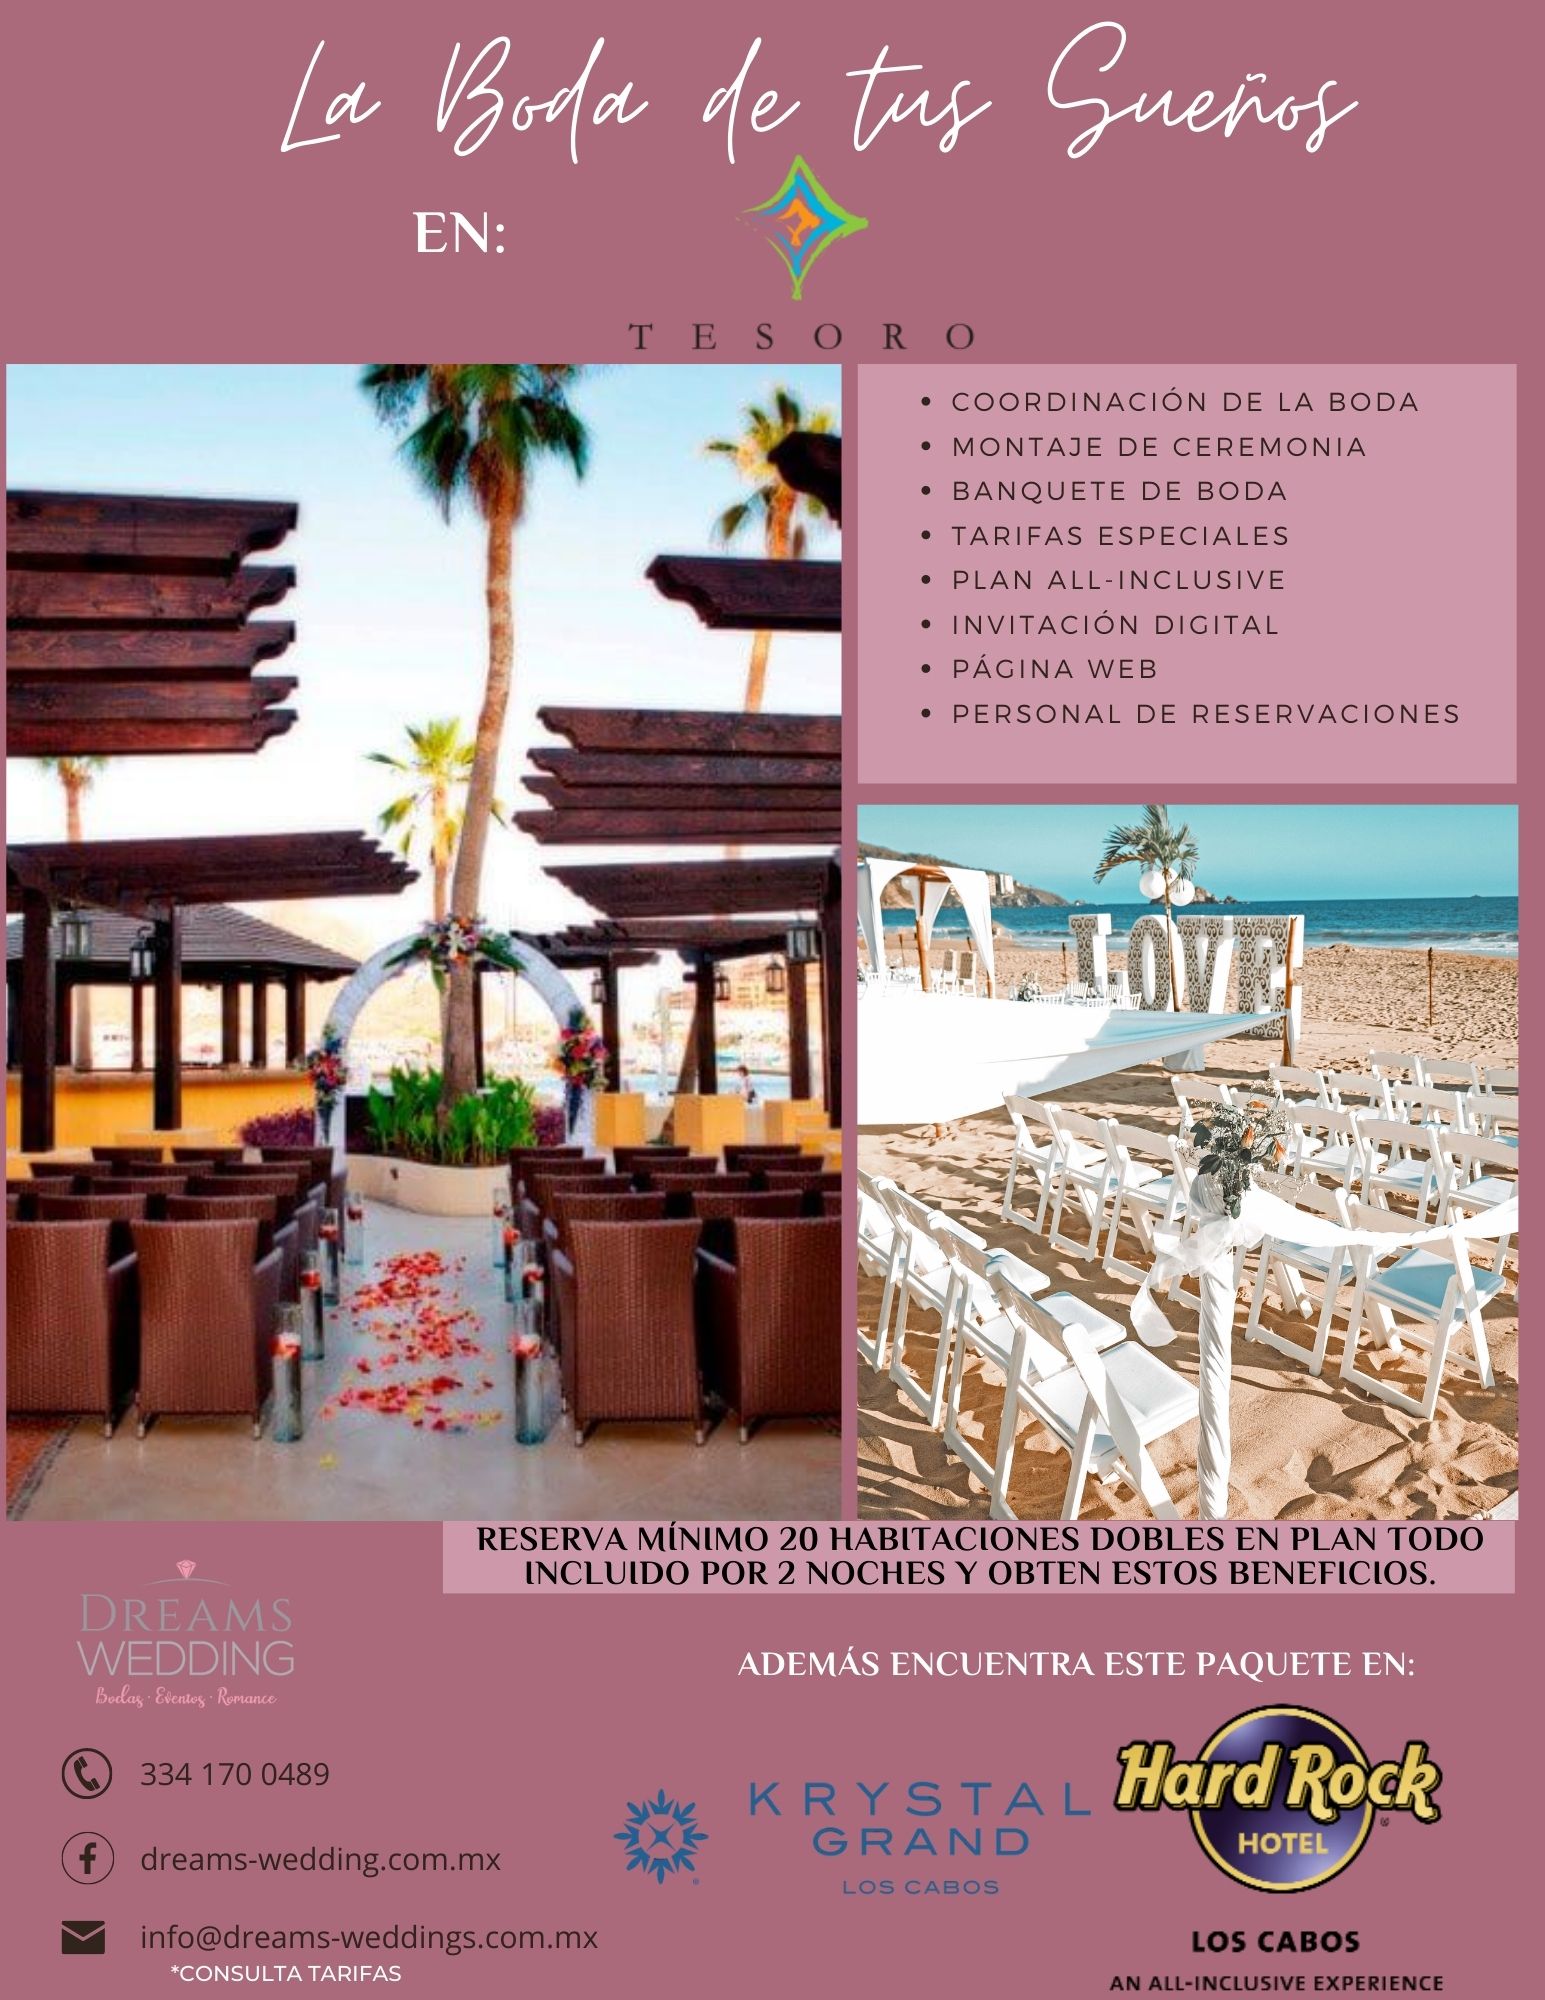 La Boda de tus Sueños
EN:
TESORO
• COORDINACIÓN DE LA BODA
• MONTAJE DE CEREMONIA
• BANQUETE DE BODA
• TARIFAS ESPECIALES
• PLAN ALL-INCLUSIVE
• INVITACIÓN DIGITAL
• PÁGINA WEB
• PERSONAL DE RESERVACIONES
LOVE
RESERVA MÍNIMO 20 HABITACIONES DOBLES EN PLAN TODO
INCLUIDO POR 2 NOCHES Y OBTEN ESTOS BENEFICIOS.
DREAMS
WEDDING
Bodas · Eventos · Romance
334 170 0489
dreams-wedding.com.mx
info@dreams-weddings.com.mx
*CONSULTA TARIFAS
ADEMÁS ENCUENTRA ESTE PAQUETE EN:
KRYSTAL
GRAND
LOS CABOS
Hard Rock
HOTEL
LOS CABOS
AN ALL-INCLUSIVE EXPERIENCE